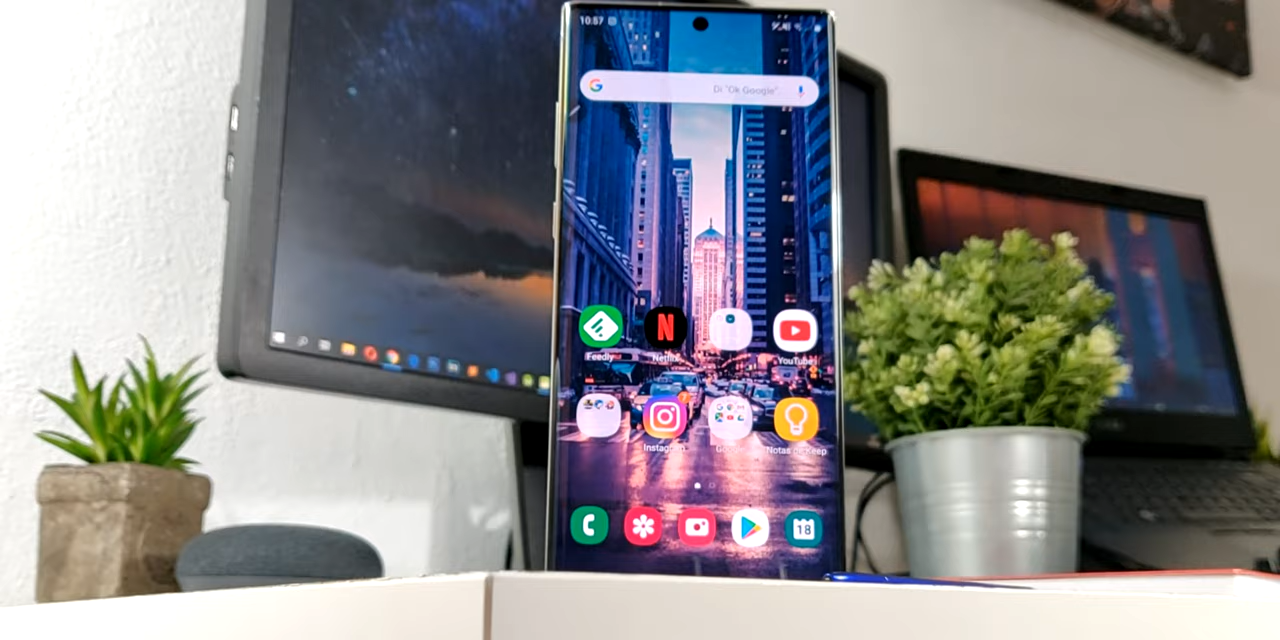 10:57
Di "Ok Google"
Feedly
Netflix
YouTube
Instagram
Notas de Keep
18